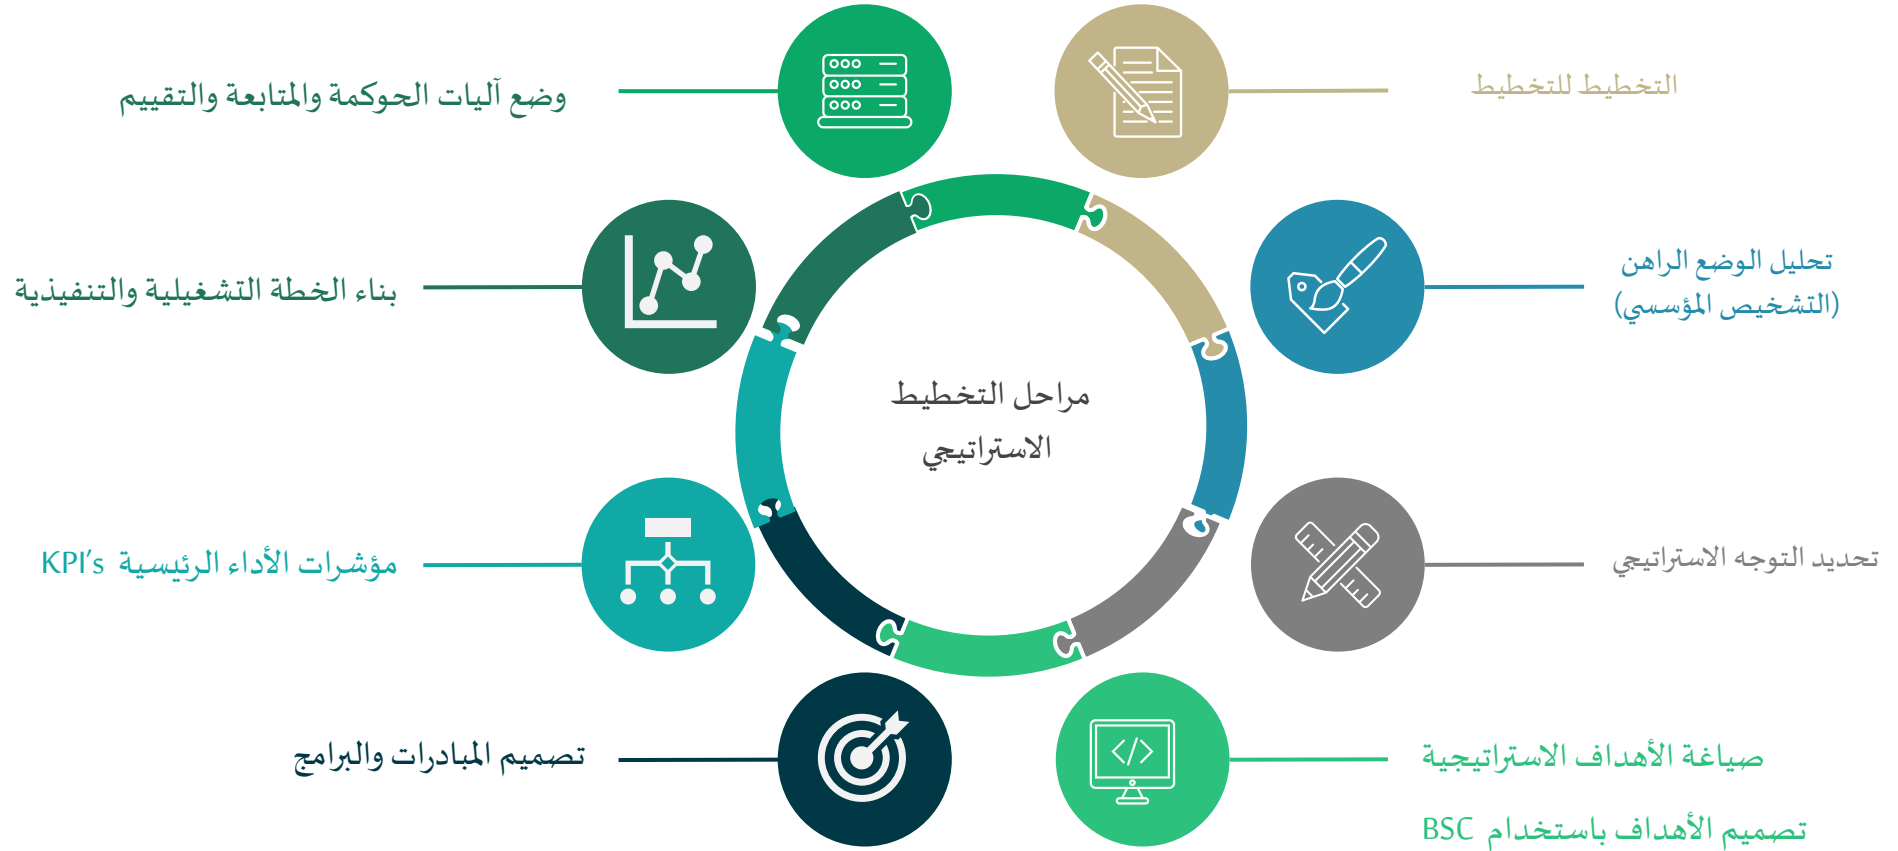 مراحل التخطيط
الاستراتيجي
التخطيط للتخطيط
تحليل الوضع الراهن
(التشخيص المؤسسي)
تحديد التوجه الاستراتيجي
صياغة الأهداف الاستراتيجية
تصميم الأهداف باستخدام BSC
تصميم المبادرات والبرامج
مؤشرات الأداء الرئيسية KPI's
بناء الخطة التشغيلية والتنفيذية
وضع آليات الحوكمة والمتابعة والتقييم